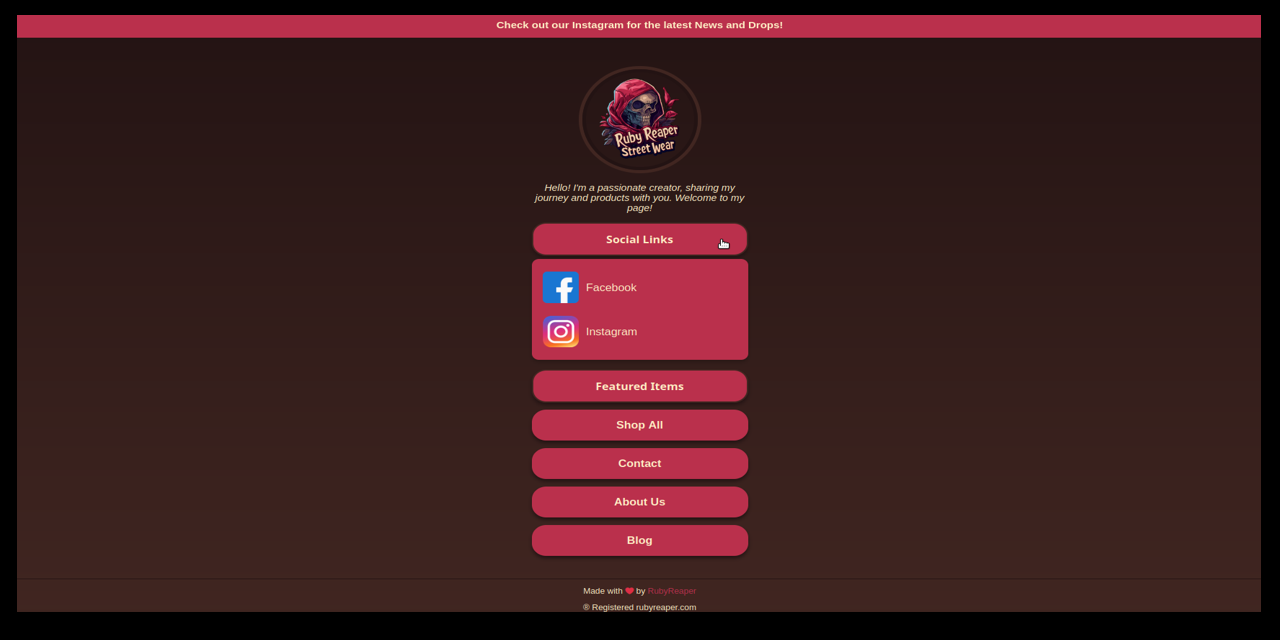 Check out our Instagram for the latest News and Drops!
Ruby Reaper
Street Wear
Hello! I'm a passionate creator, sharing my
journey and products with you. Welcome to my
page!
Social Links
Facebook
Instagram
Featured Items
Shop All
Contact
About Us
Blog
Made with ❤️ by RubyReaper
® Registered rubyreaper.com